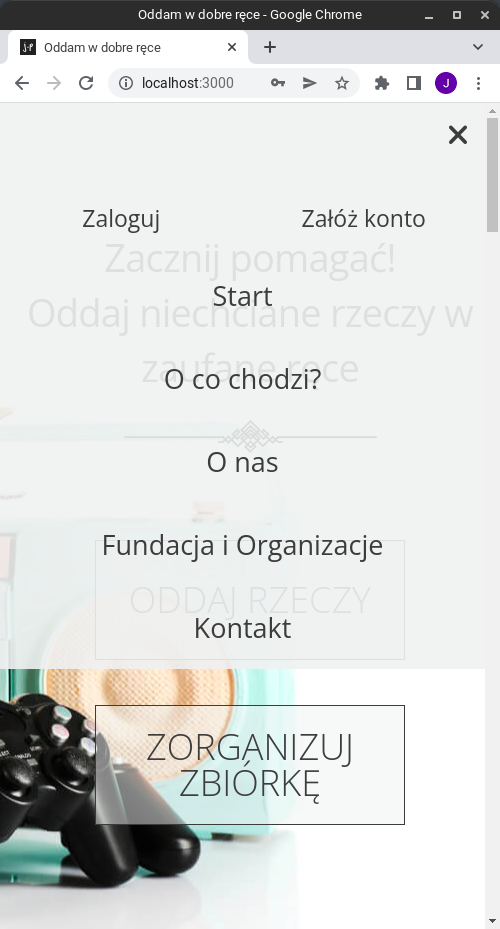 Oddam w dobre ręce - Google Chrome
Oddam w dobre ręce
localhost:3000
J
Zaloguj
Załóż konto
Zacznij pomagać!
Start
Oddaj niechciane rzeczy w
zaufane ręce
O co chodzi?
O nas
Fundacja i Organizacje
ODDAJ RZECZY
Kontakt
ZORGANIZUJ
ZBIÓRKĘ